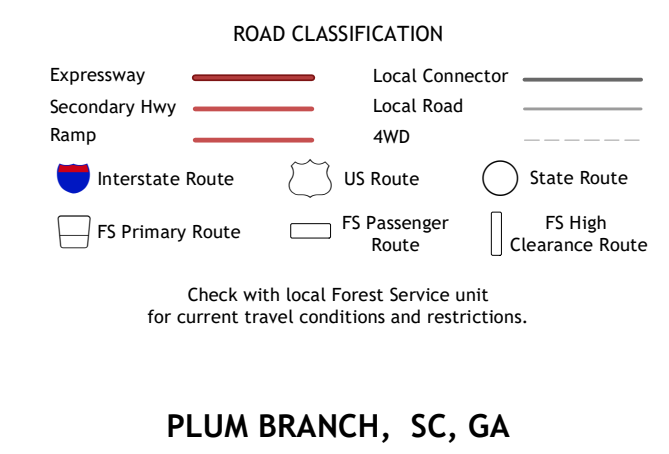 ROAD CLASSIFICATION
Expressway
Local Connector
Secondary Hwy
Local Road
Ramp
4WD
Interstate Route
US Route
State Route
FS Primary Route
FS Passenger
Route
FS High
Clearance Route
Check with local Forest Service unit
for current travel conditions and restrictions.
PLUM BRANCH, SC, GA